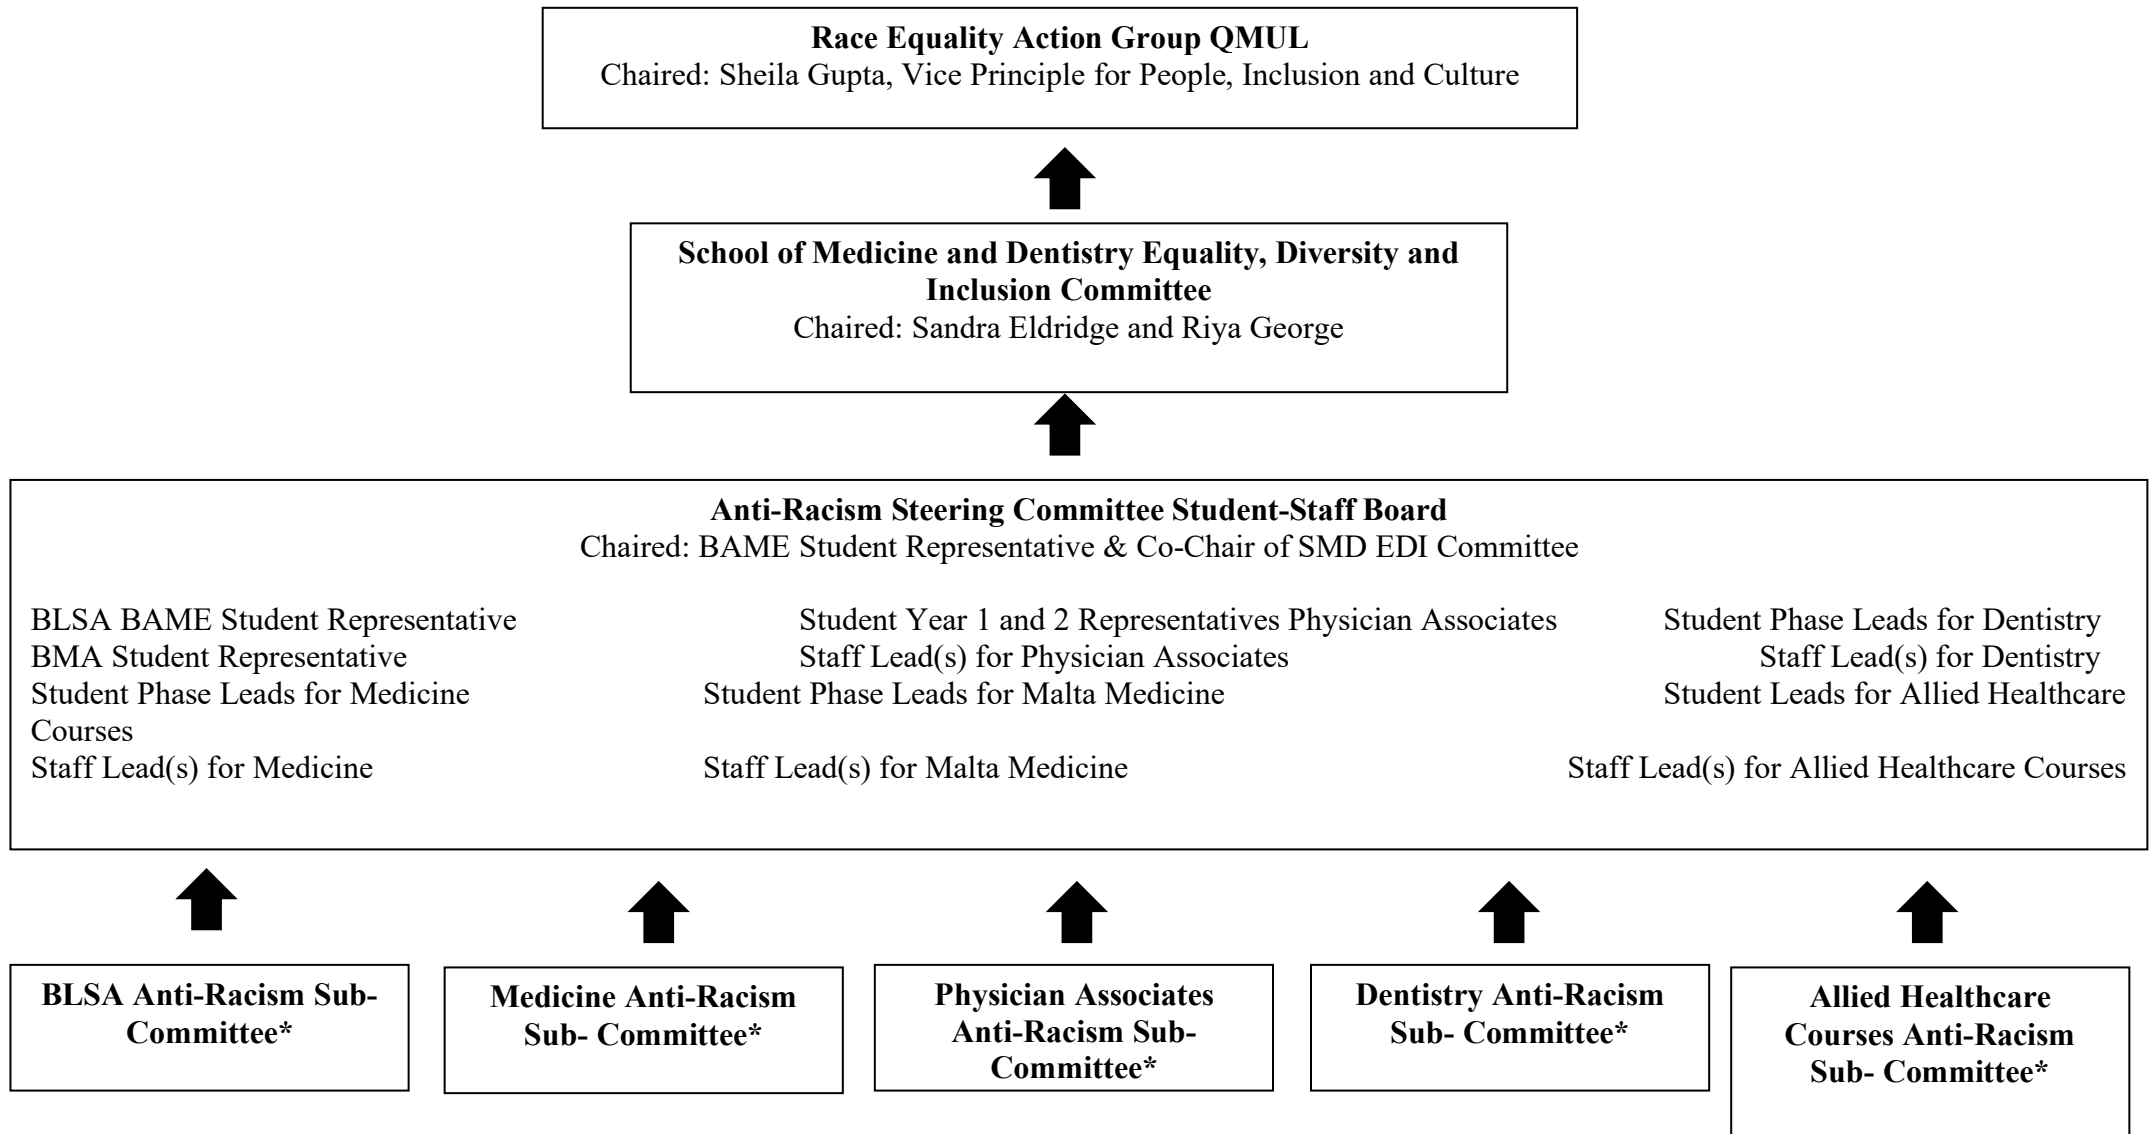 Race Equality Action Group QMUL
Chaired: Sheila Gupta, Vice Principle for People, Inclusion and Culture
School of Medicine and Dentistry Equality, Diversity and
Inclusion Committee
Chaired: Sandra Eldridge and Riya George
Anti-Racism Steering Committee Student-Staff Board
Chaired: BAME Student Representative & Co-Chair of SMD EDI Committee
BLSA BAME Student Representative Student Year 1 and 2 Representatives Physician Associates Student Phase Leads for Dentistry
BMA Student Representative Staff Lead(s) for Physician Associates Staff Lead(s) for Dentistry
Student Phase Leads for Medicine Student Phase Leads for Malta Medicine Student Leads for Allied Healthcare
Courses
Staff Lead(s) for Medicine Staff Lead(s) for Malta Medicine Staff Lead(s) for Allied Healthcare Courses
BLSA Anti-Racism Sub-
Committee*
Medicine Anti-Racism
Sub- Committee*
Physician Associates
Anti-Racism Sub-
Committee*
Dentistry Anti-Racism
Sub- Committee*
Allied Healthcare
Courses Anti-Racism
Sub- Committee*